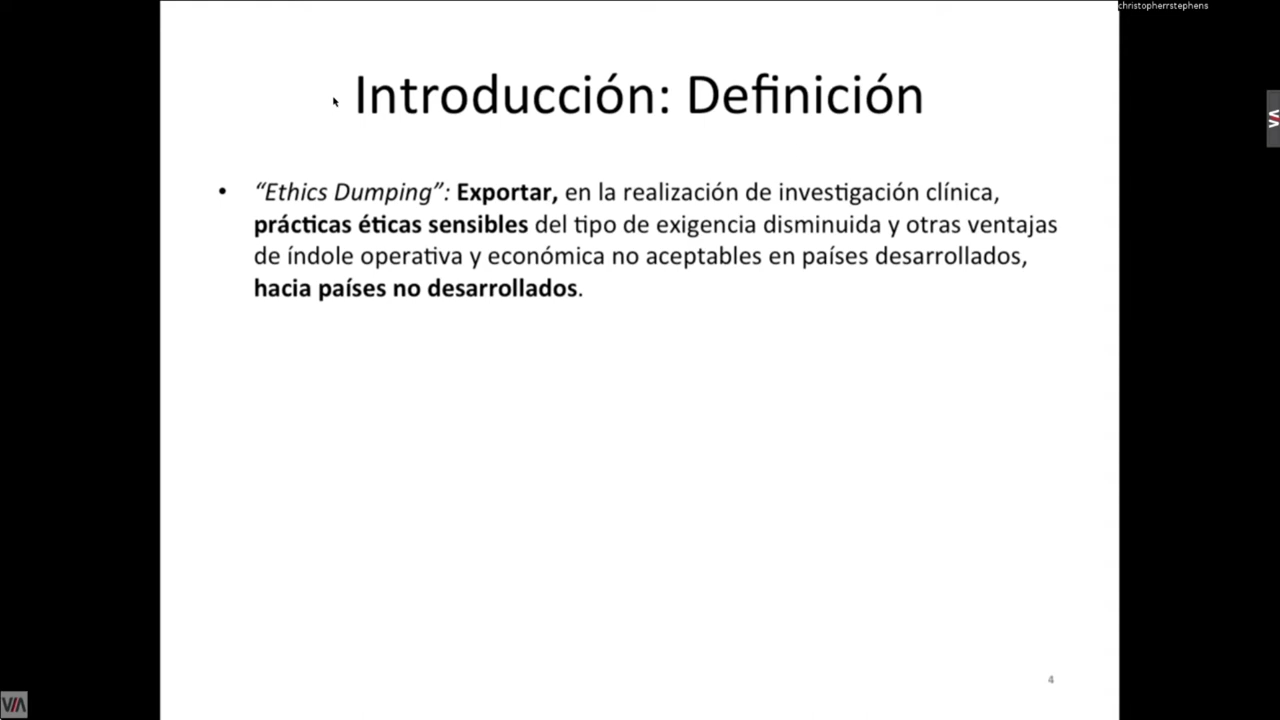 christopherrstephens
Introducción: Definición
• “Ethics Dumping”: Exportar, en la realización de investigación clínica,
prácticas éticas sensibles del tipo de exigencia disminuida y otras ventajas
de índole operativa y económica no aceptables en países desarrollados,
hacia países no desarrollados.
4
VIA